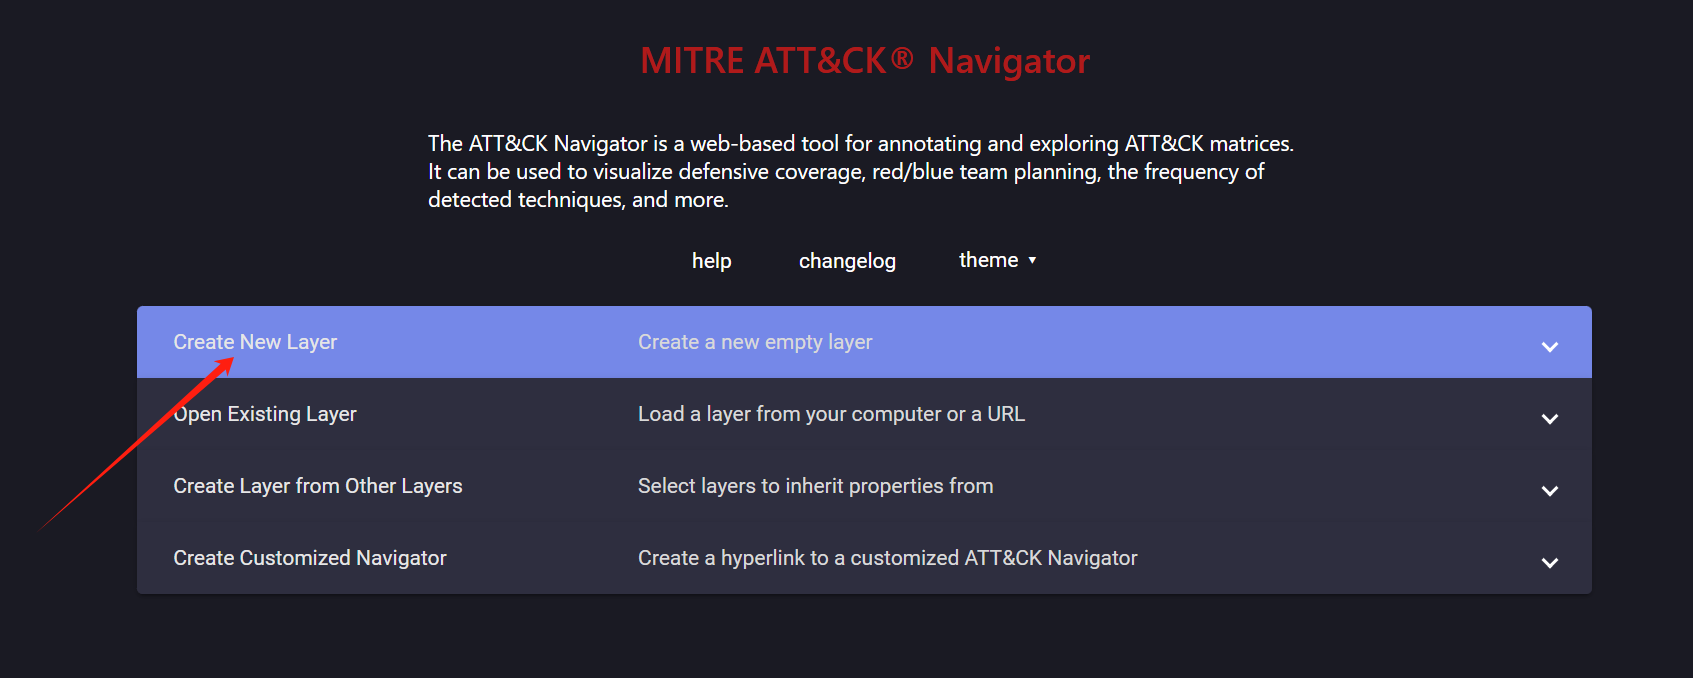 MITRE ATT&CK® Navigator
The ATT&CK Navigator is a web-based tool for annotating and exploring ATT&CK matrices.
It can be used to visualize defensive coverage, red/blue team planning, the frequency of
detected techniques, and more.
help changelog theme ▾
Create New Layer Create a new empty layer
Open Existing Layer Load a layer from your computer or a URL
Create Layer from Other Layers Select layers to inherit properties from
Create Customized Navigator Create a hyperlink to a customized ATT&CK Navigator